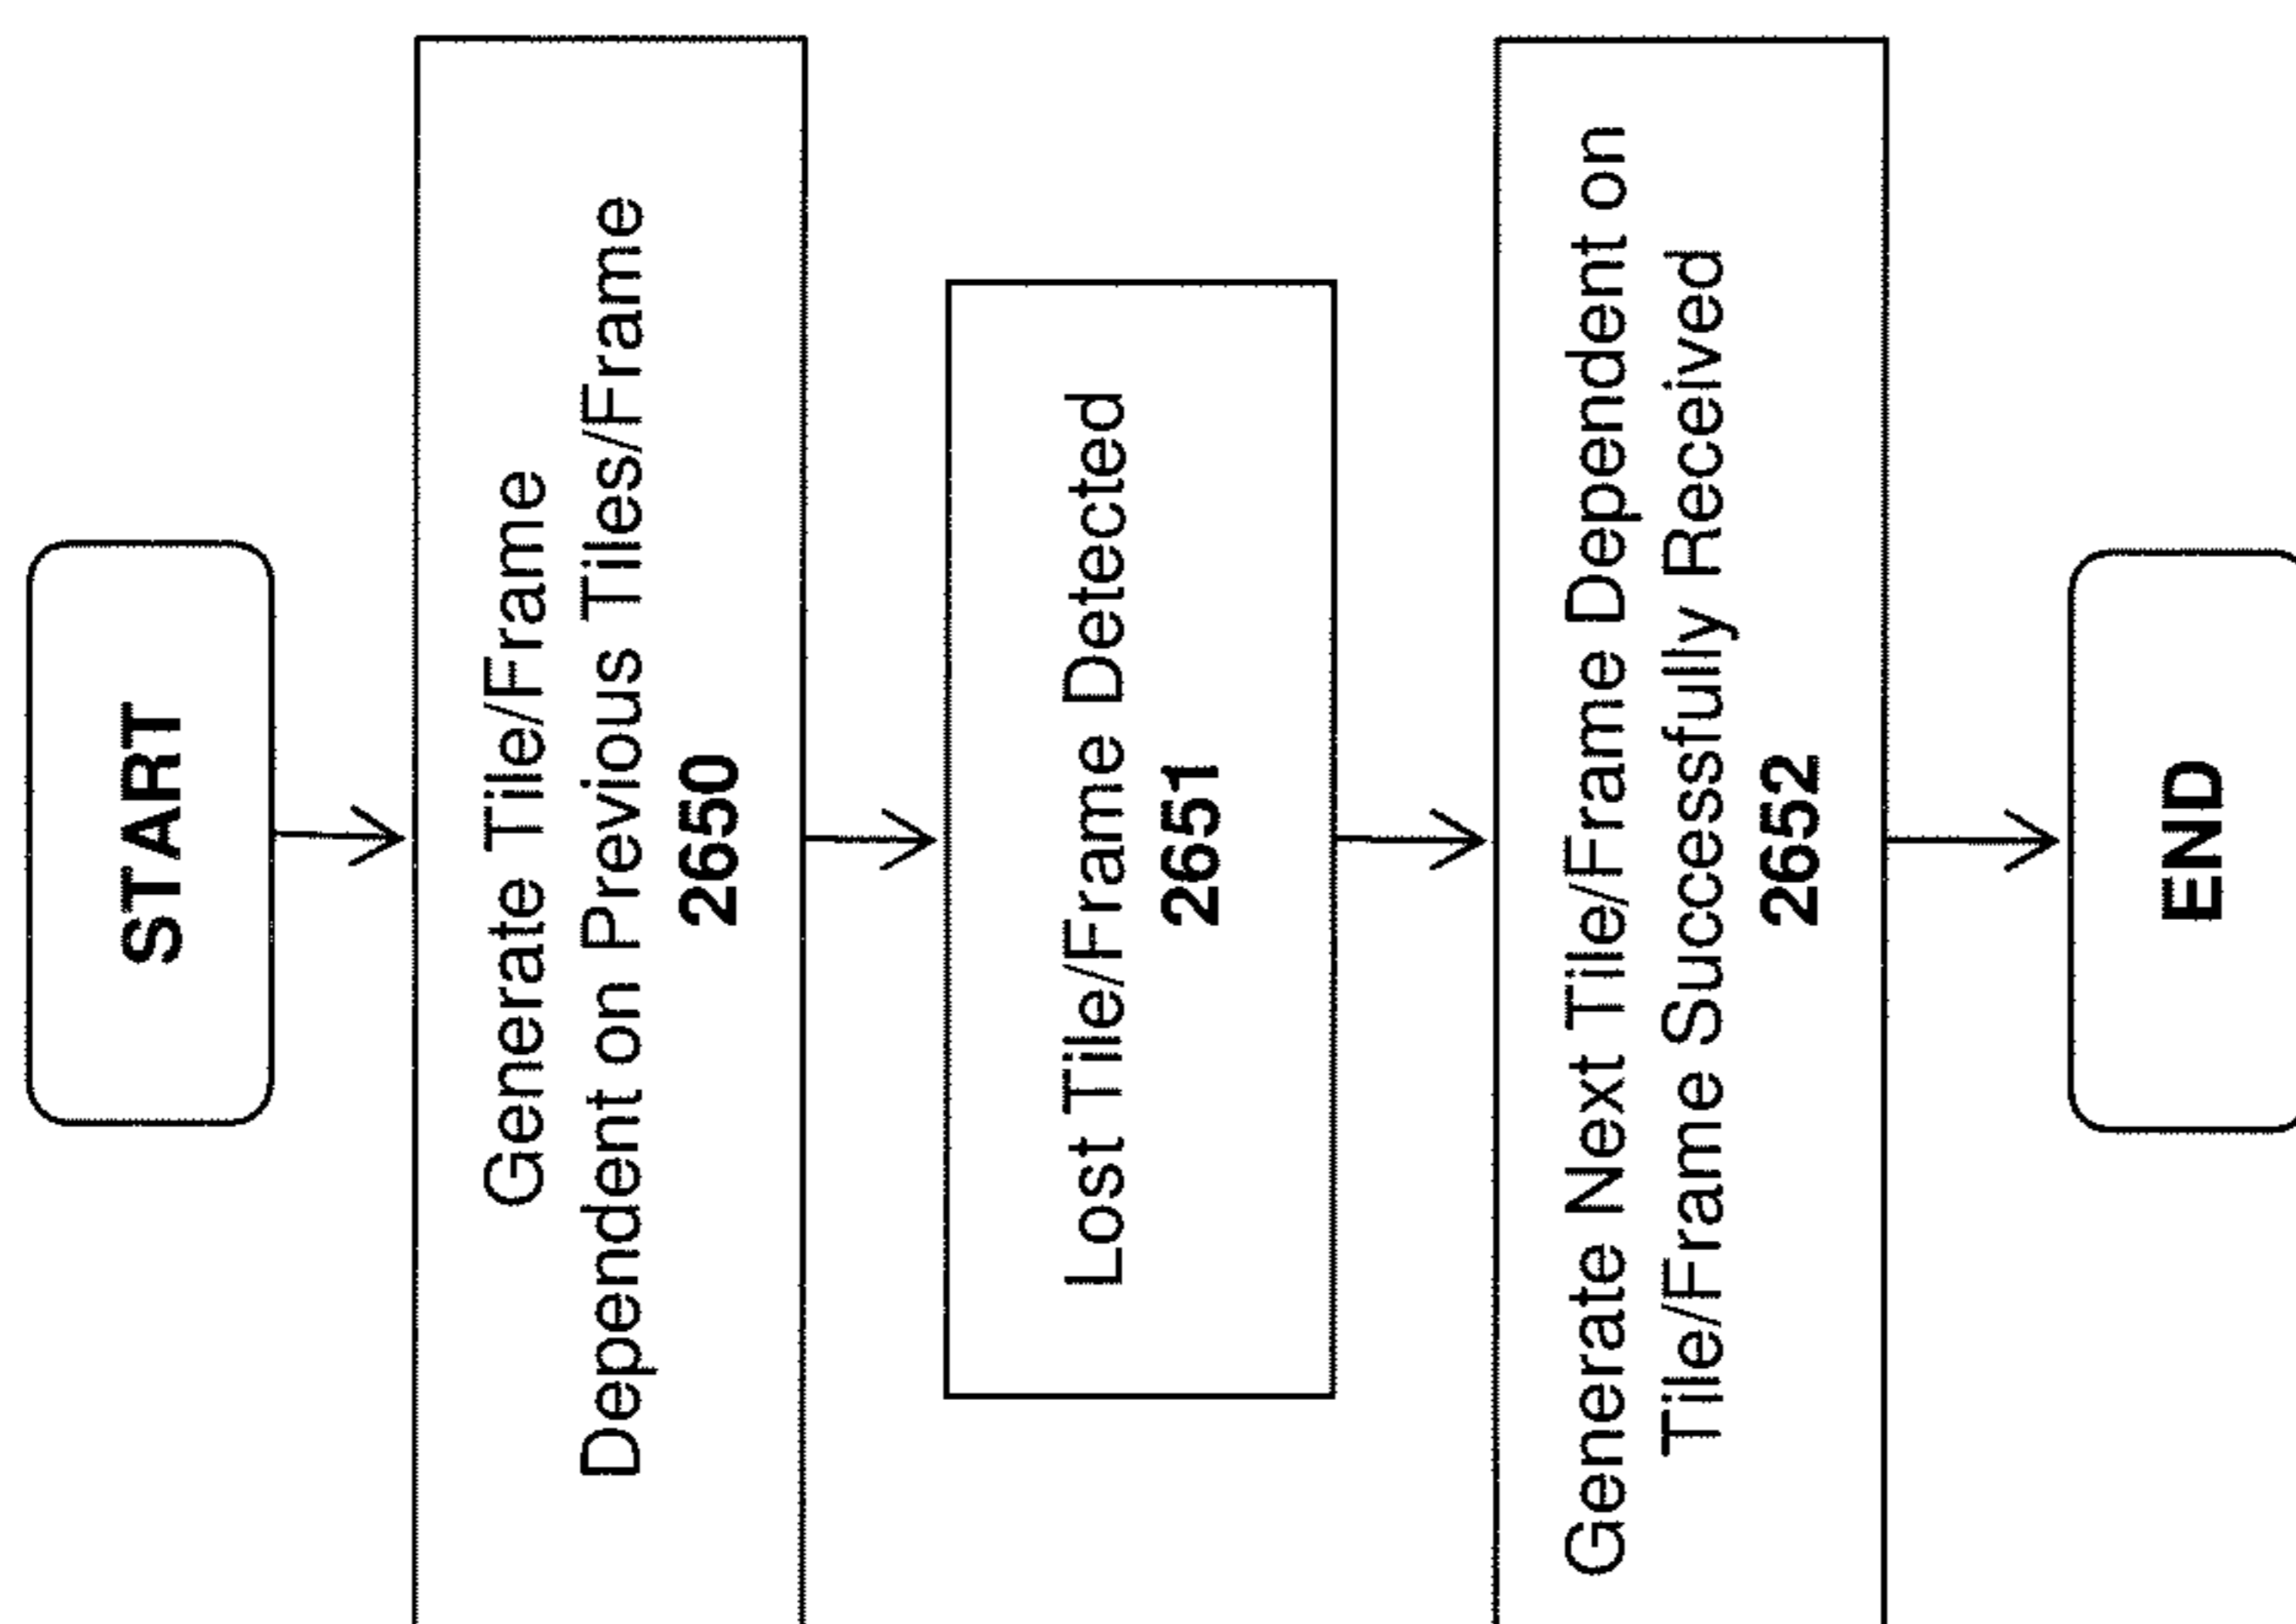 START
Generate Tile/Frame
Dependent on Previous Tiles/Frame
2650
Lost Tile/Frame Detected
2651
Generate Next Tile/Frame Dependent on
Tile/Frame Successfully Received
2652
END